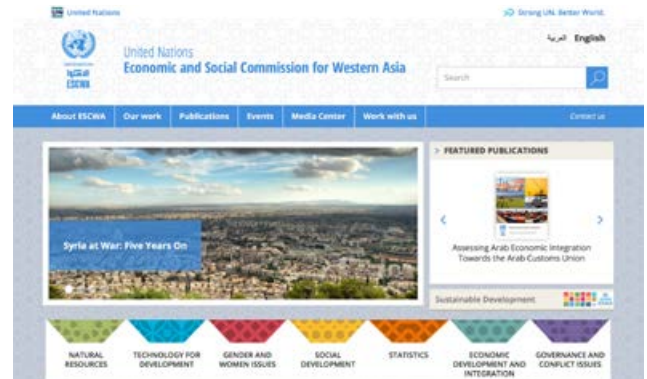 United Nations
Strong UN. Better World.
العربية English
United Nations
Economic and Social Commission for Western Asia
ESCWA
Search
About ESCWA Our work Publications Events Media Center Work with us Contact us
> FEATURED PUBLICATIONS
Syria at War: Five Years On
Assessing Arab Economic Integration
Towards the Arab Customs Union
Sustainable Development
NATURAL
RESOURCES
TECHNOLOGY FOR
DEVELOPMENT
GENDER AND
WOMEN ISSUES
SOCIAL
DEVELOPMENT
STATISTICS
ECONOMIC
DEVELOPMENT AND
INTEGRATION
GOVERNANCE AND
CONFLICT ISSUES